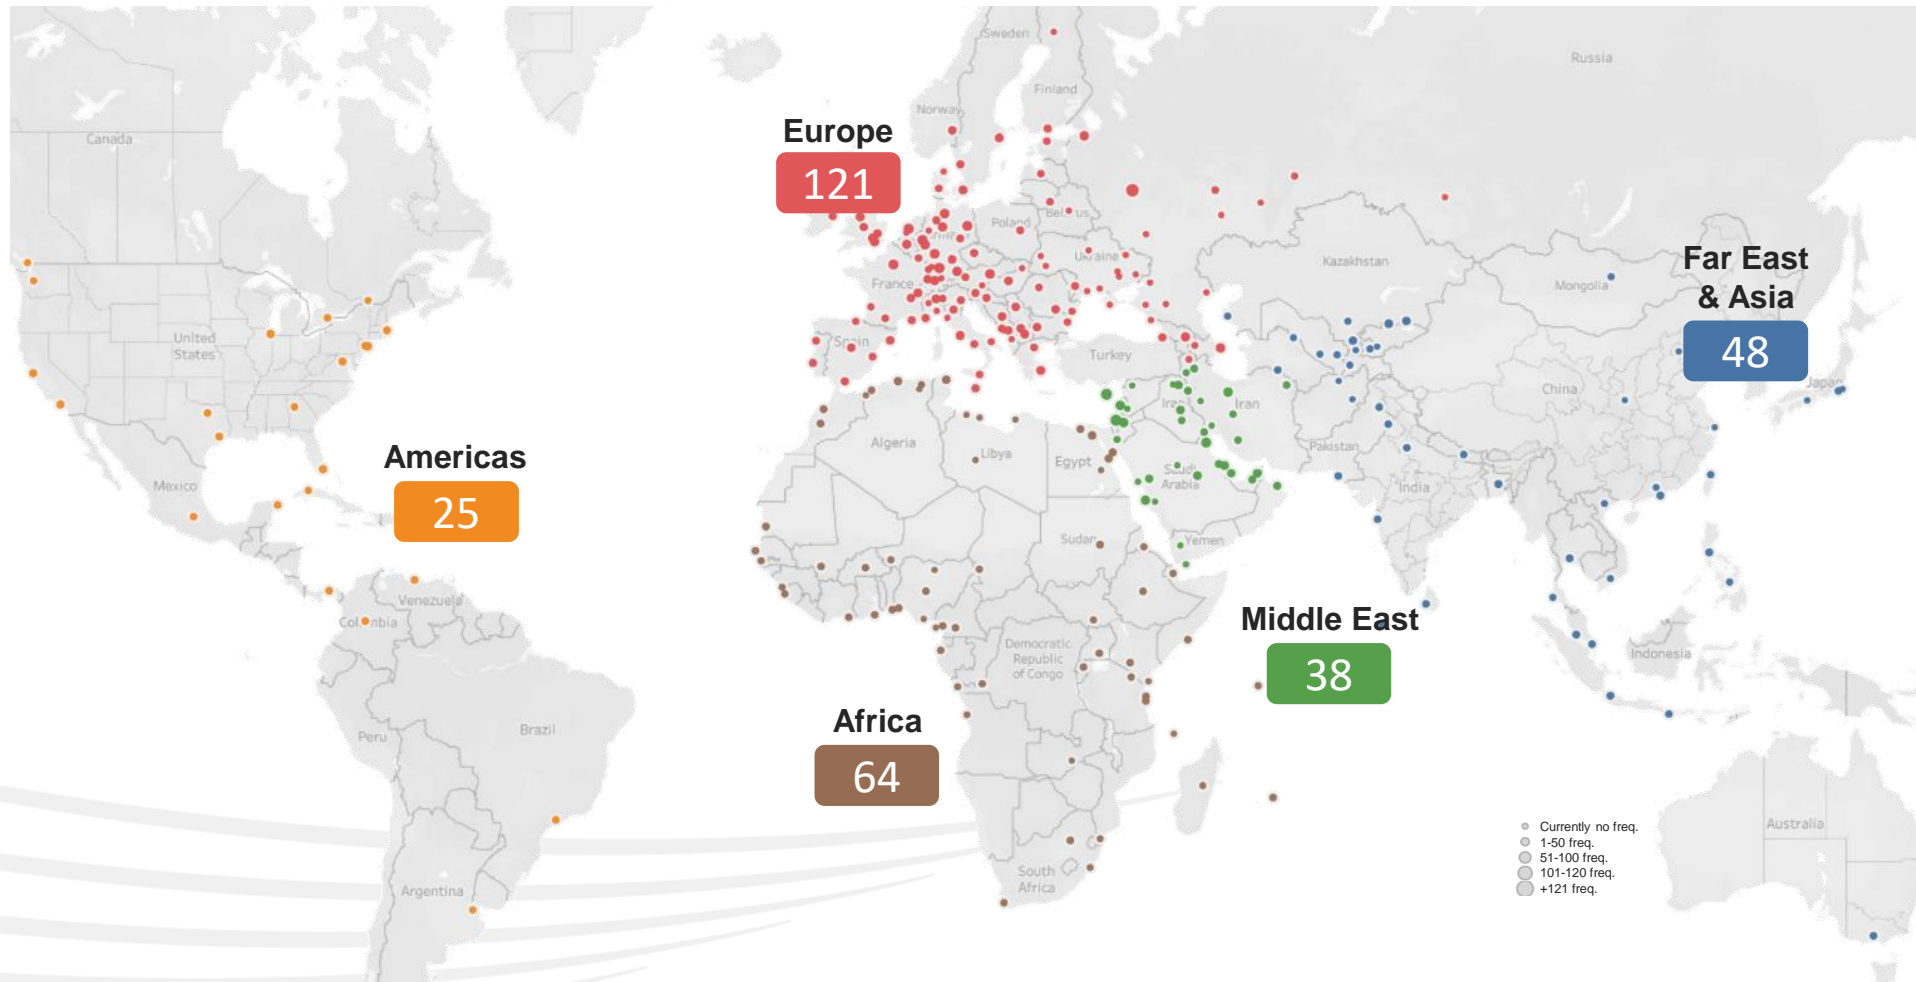 Sweden
Russia
Finland
Norway
Canada
Europe
121
Poland
Belarus
Ukraine
Kazakhstan
Far East
& Asia
48
Mongolia
France
United
States
Spain
Turkey
China
Japan
Iraq
Iran
Americas
25
Algeria
Libya
Egypt
Pakistan
Saudi
Arabia
India
Mexico
Sudan
Yemen
Venezuela
Colombia
Middle East
38
Democratic
Republic
of Congo
Indonesia
Africa
64
Peru
Brazil
Currently no freq.
1-50 freq.
51-100 freq.
101-120 freq.
+121 freq.
Australia
South
Africa
Argentina